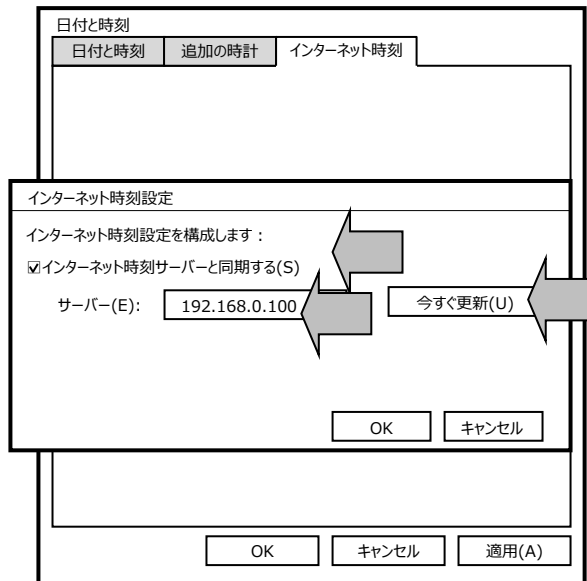 日付と時刻
日付と時刻 追加の時計 インターネット時刻
インターネット時刻設定
インターネット時刻設定を構成します：
☑インターネット時刻サーバーと同期する(S)
サーバー(E): 192.168.0.100 今すぐ更新(U)
OK キャンセル
OK キャンセル 適用(A)